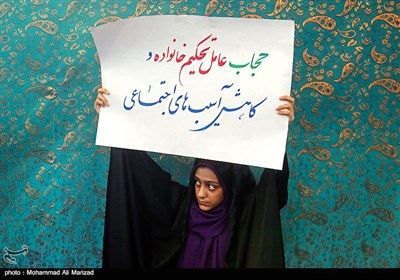 حجاب عامل تحکیم خانواده و
کاهش آسیب های اجتماعی
photo : Mohammad Ali Marizad